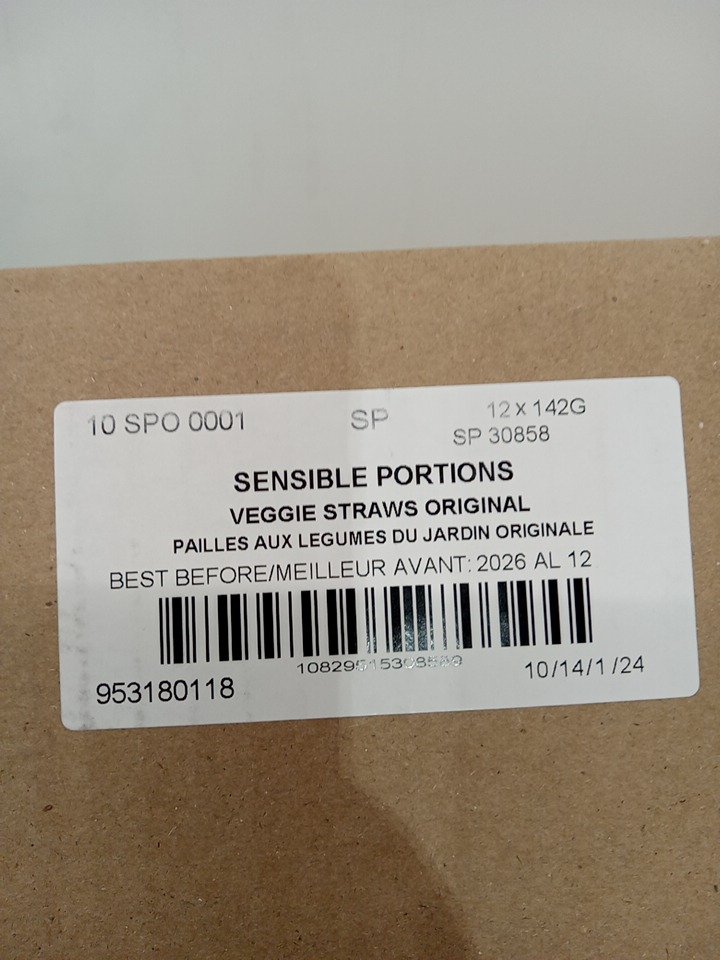 10 SPO 0001 SP 12 x 142G
SP 30858
SENSIBLE PORTIONS
VEGGIE STRAWS ORIGINAL
PAILLES AUX LEGUMES DU JARDIN ORIGINALE
BEST BEFORE/MEILLEUR AVANT: 2026 AL 12
953180118 10/14/1 /24